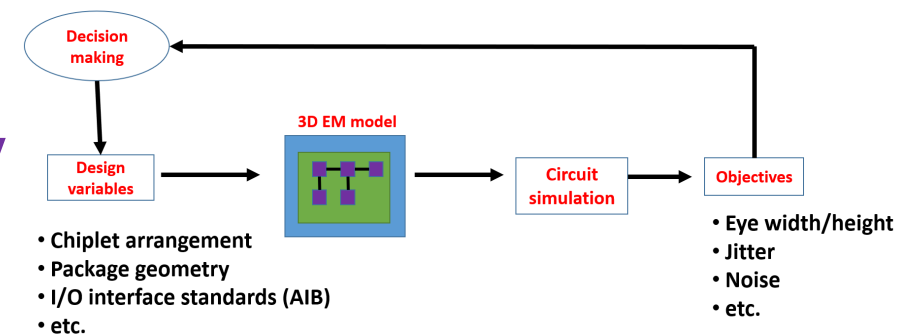 Decision
making
3D EM model
Design
variables
Circuit
simulation
Objectives
• Chiplet arrangement
• Package geometry
• I/O interface standards (AIB)
• etc.
• Eye width/height
• Jitter
• Noise
• etc.